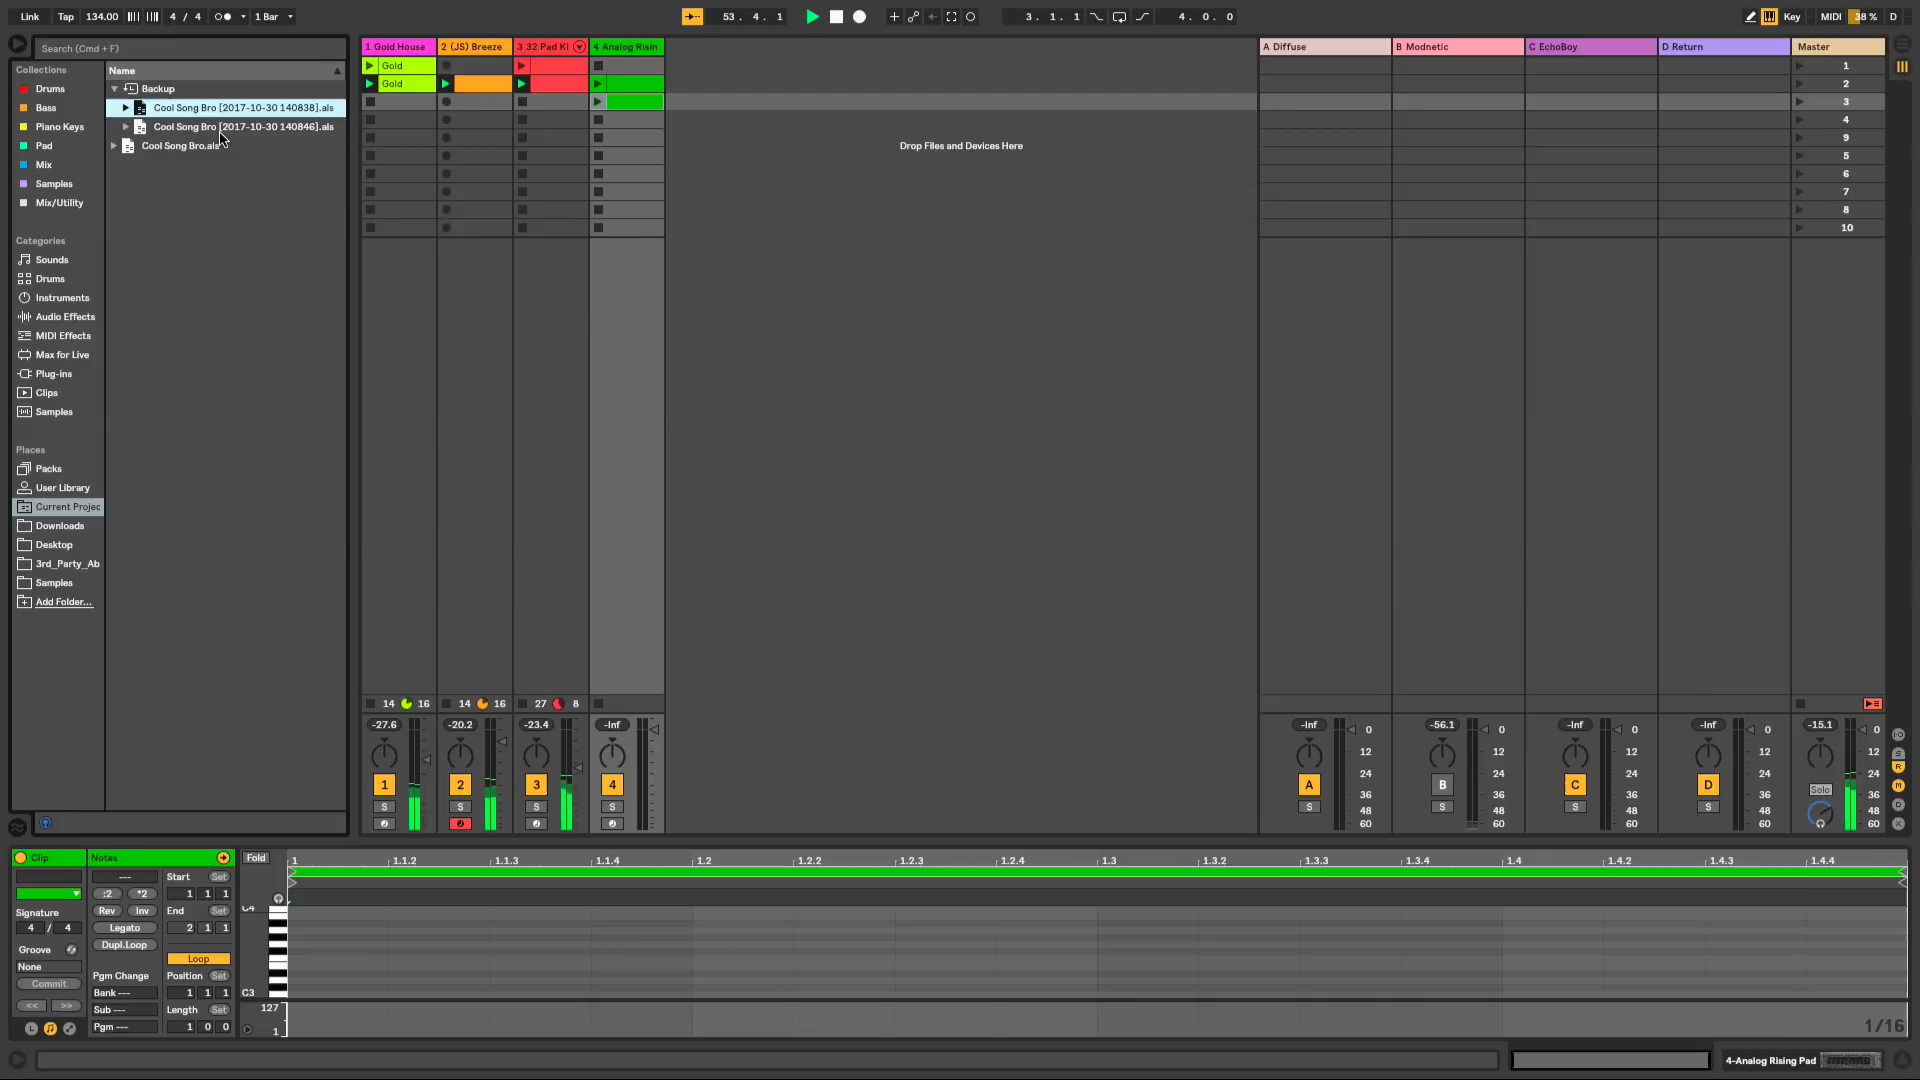 Link Tap 134.00 4 / 4 1 Bar 53 . 4 . 1 3 . 1 . 1 4 . 0 . 0 Key MIDI 38 % D
Search (Cmd + F)
Collections
Drums
Bass
Piano Keys
Pad
Mix
Samples
Mix/Utility
Categories
Sounds
Drums
Instruments
Audio Effects
MIDI Effects
Max for Live
Plug-ins
Clips
Samples
Places
Packs
User Library
Current Projec
Downloads
Desktop
3rd_Party_Ab
Samples
Add Folder...
Name
Backup
Cool Song Bro [2017-10-30 140838].als
Cool Song Bro [2017-10-30 140846].als
Cool Song Bro.als
1 Gold House 2 (JS) Breeze 3 32 Pad Kl 4 Analog Risin
Gold
Gold
Drop Files and Devices Here
A Diffuse B Modnetic C EchoBoy D Return Master
1
2
3
4
9
5
6
7
8
10
14 16 14 16 27 8
-27.6 -20.2 -23.4 -Inf -Inf -56.1 -Inf -Inf -15.1
0 0 0 0 0
12 12 12 12 12
24 24 24 24 24
36 36 36 36 36
48 48 48 48 48
60 60 60 60 60
1 2 3 4 A B C D Solo
S S S S S S S S
S
R
M
D
X
Clip
Signature
4 / 4
Groove
None
Commit
<< >>
L
Notes
---
:2 *2
Rev Inv
Legato
Dupl.Loop
Pgm Change
Bank ---
Sub ---
Pgm ---
Start Set
1 1 1
End Set
2 1 1
Loop
Position Set
1 1 1
Length Set
1 0 0
Fold
1 1.1.2 1.1.3 1.1.4 1.2 1.2.2 1.2.3 1.2.4 1.3 1.3.2 1.3.3 1.3.4 1.4 1.4.2 1.4.3 1.4.4
C4
C3
127
1
1/16
4-Analog Rising Pad